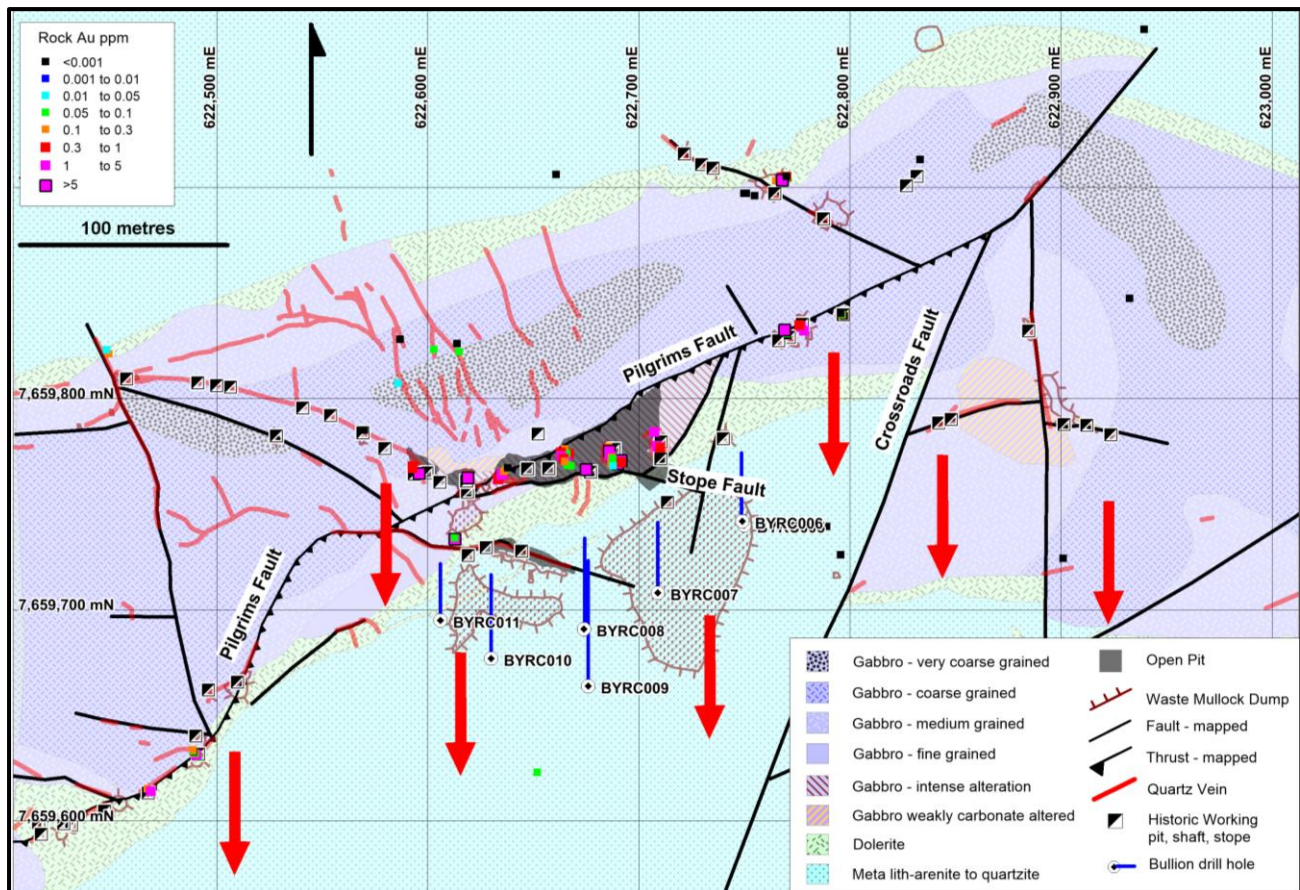 Rock Au ppm
<0.001
0.001 to 0.01
0.01 to 0.05
0.05 to 0.1
0.1 to 0.3
0.3 to 1
1 to 5
>5
100 metres
622,500 mE
622,600 mE
622,700 mE
622,800 mE
622,900 mE
623,000 mE
Pilgrims Fault
Crossroads Fault
7,659,800 mN
Stope Fault
BYRC006
BYRC007
7,659,700 mN
BYRC011
BYRC008
Pilgrims Fault
BYRC010
BYRC009
7,659,600 mN
Gabbro - very coarse grained
Gabbro - coarse grained
Gabbro - medium grained
Gabbro - fine grained
Gabbro - intense alteration
Gabbro weakly carbonate altered
Dolerite
Meta lith-arenite to quartzite
Open Pit
Waste Mullock Dump
Fault - mapped
Thrust - mapped
Quartz Vein
Historic Working
pit, shaft, stope
Bullion drill hole